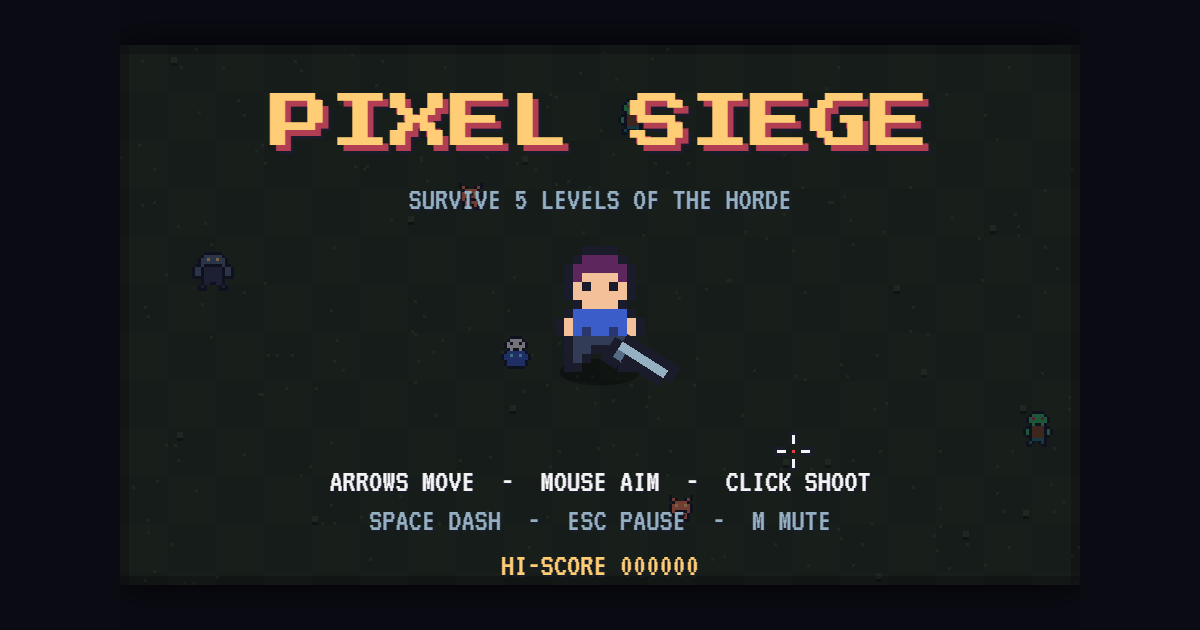 PIXEL SIEGE
SURVIVE 5 LEVELS OF THE HORDE
ARROWS MOVE - MOUSE AIM - CLICK SHOOT
SPACE DASH - ESC PAUSE - M MUTE
HI-SCORE 000000